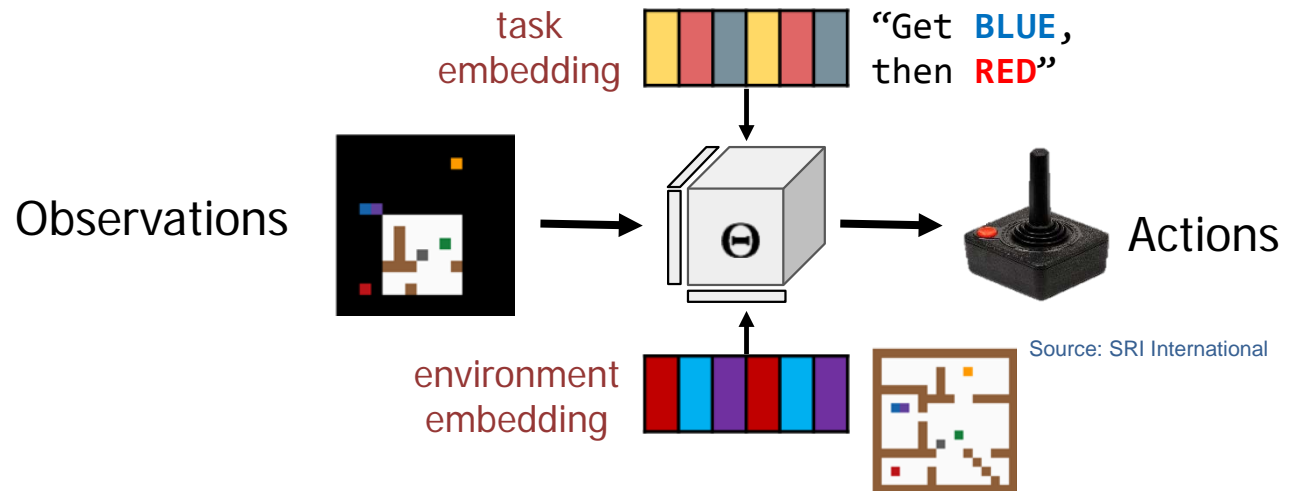 task
embedding
“Get BLUE,
then RED”
Observations
Θ
Actions
Source: SRI International
environment
embedding